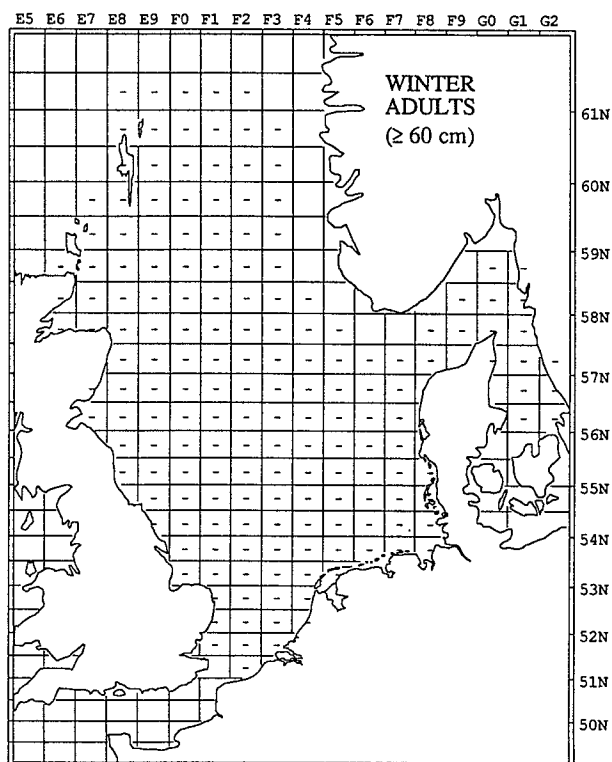 E5 E6 E7 E8 E9 F0 F1 F2 F3 F4 F5 F6 F7 F8 F9 G0 G1 G2
WINTER
ADULTS
(≥ 60 cm)
61N
60N
59N
58N
57N
56N
55N
54N
53N
52N
51N
50N